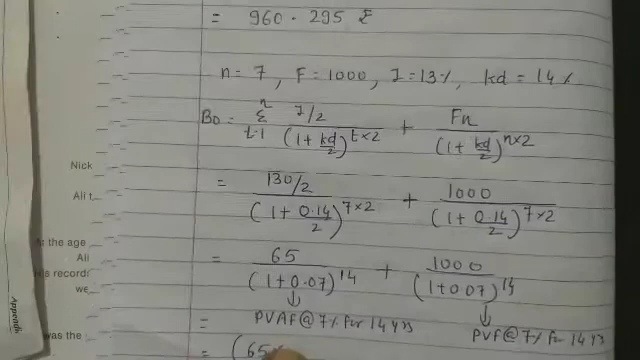 = 960.295 ₹
n = 7, F = 1000, I = 13%, kd = 14%
B0 = Σ n t=1 I/2 / (1 + kd/2)^t×2 + Fn / (1 + kd/2)^n×2
= 130/2 / (1 + 0.14/2)^7×2 + 1000 / (1 + 0.14/2)^7×2
= 65 / (1+0.07)^14 + 1000 / (1+0.07)^14
= PVAF@7% for 14 yrs PVF@7% for 14 yrs
= (65
Nick
All t
At the age
All
his record
we
was the
Appendi